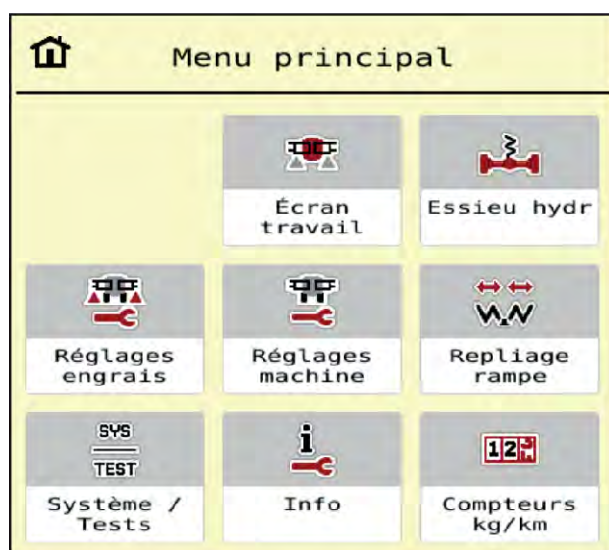 Menu principal
Écran
travail
Essieu hydr
Réglages
engrais
Réglages
machine
Repliage
rampe
SYS
TEST
Système /
Tests
i
Info
123
Compteurs
kg/km